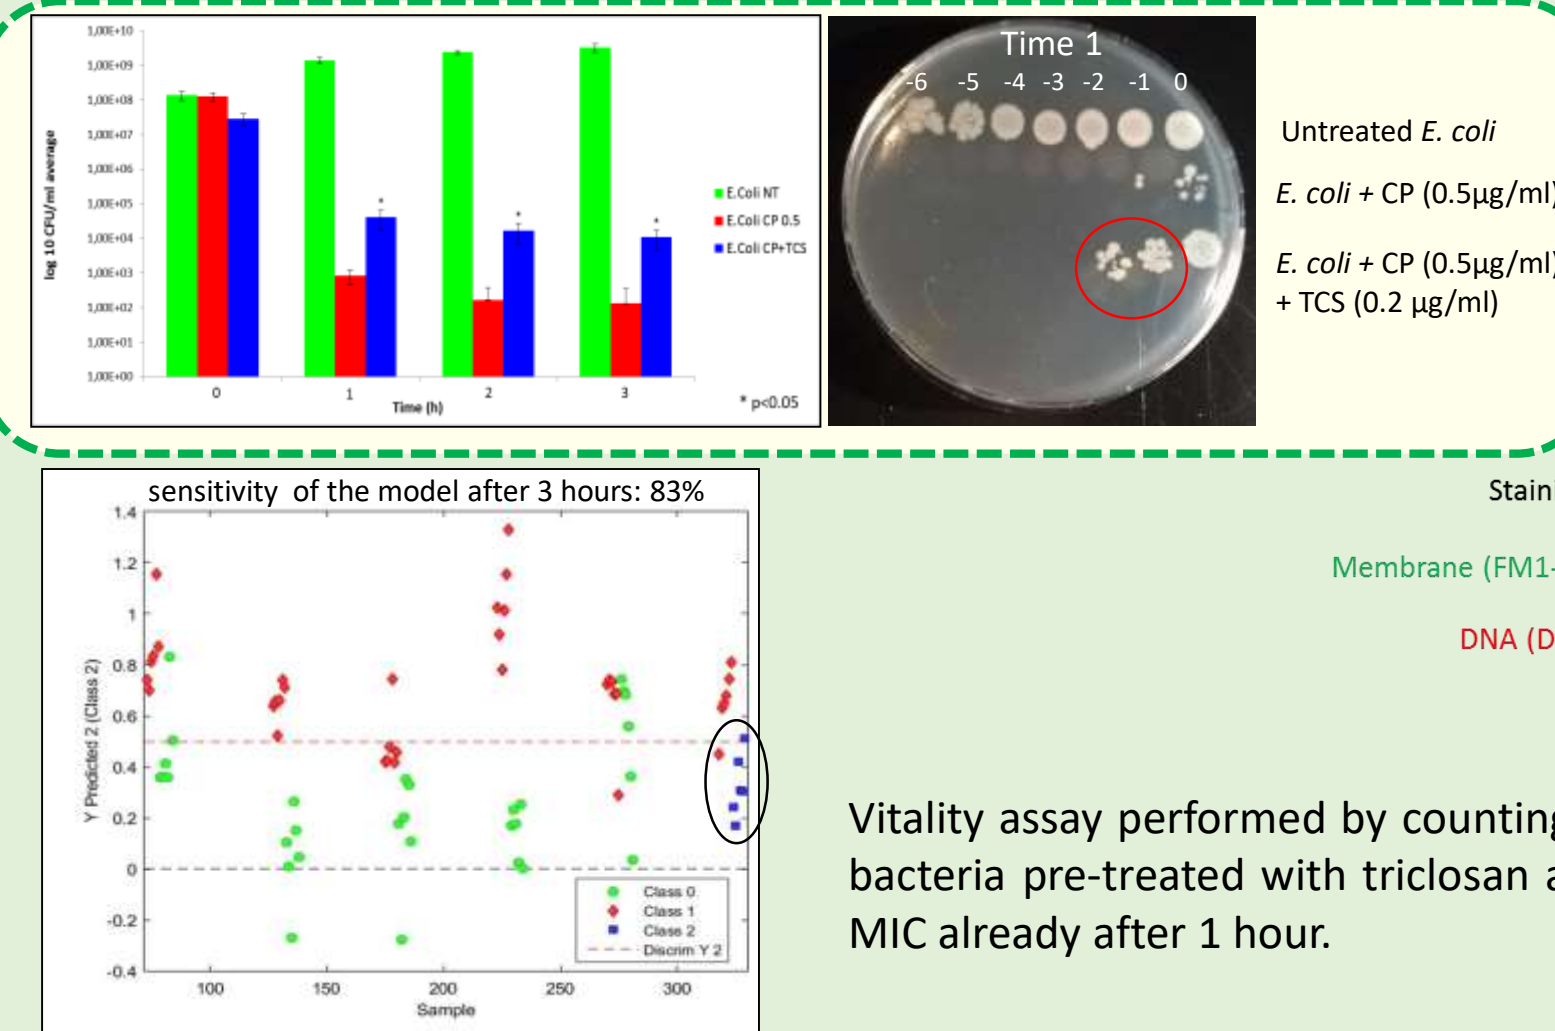 1,00E+10
1,00E+09
1,00E+08
1,00E+07
1,00E+06
1,00E+05
1,00E+04
1,00E+03
1,00E+02
1,00E+01
1,00E+00
log 10 CFU/ml average
0
1
2
3
Time (h)
*
*
*
E.Coli NT
E.Coli CP 0.5
E.Coli CP+TCS
* p<0.05
Time 1
-6 -5 -4 -3 -2 -1 0
Untreated E. coli
E. coli + CP (0.5µg/ml)
E. coli + CP (0.5µg/ml)
+ TCS (0.2 µg/ml)
sensitivity of the model after 3 hours: 83%
1.4
1.2
1
0.8
0.6
0.4
0.2
0
-0.2
-0.4
Y Predicted 2 (Class 2)
100
150
200
250
300
Sample
Class 0
Class 1
Class 2
Discrim Y 2
Stain
Membrane (FM1-
DNA (D
Vitality assay performed by counting
bacteria pre-treated with triclosan a
MIC already after 1 hour.